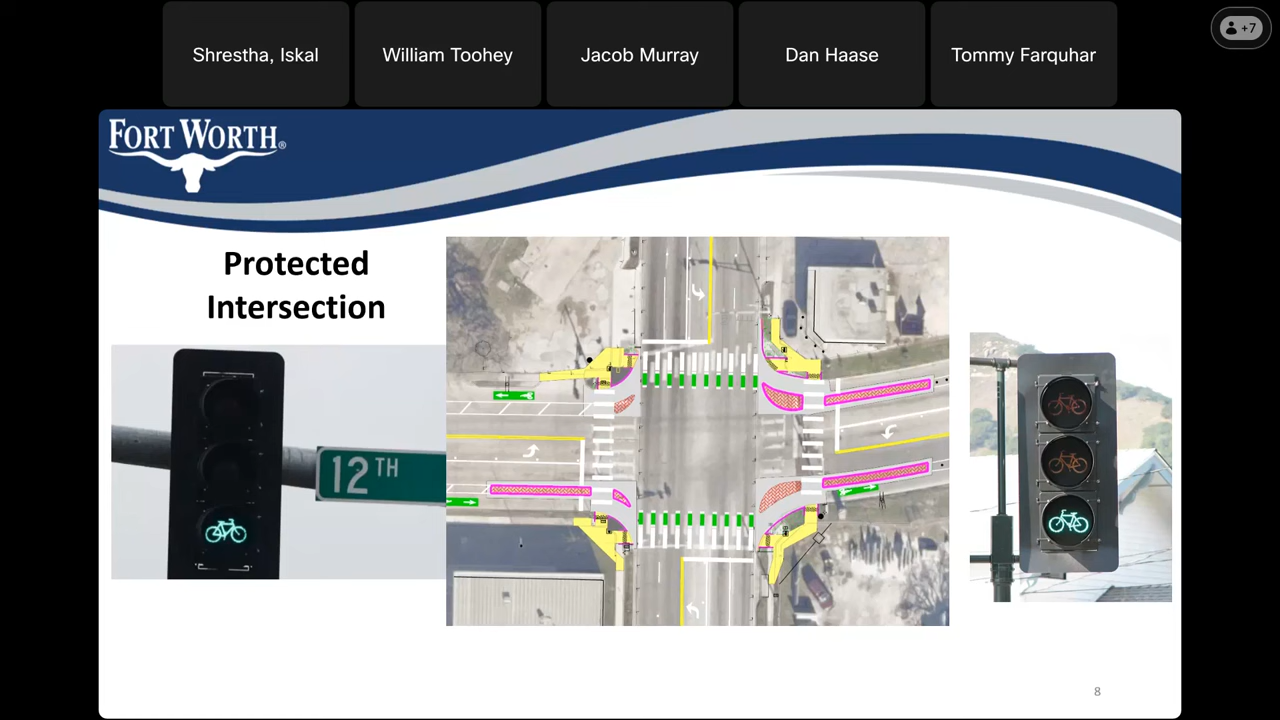 Shrestha, Iskal
William Toohey
Jacob Murray
Dan Haase
Tommy Farquhar
+7
FORT WORTH®
Protected
Intersection
12TH
8